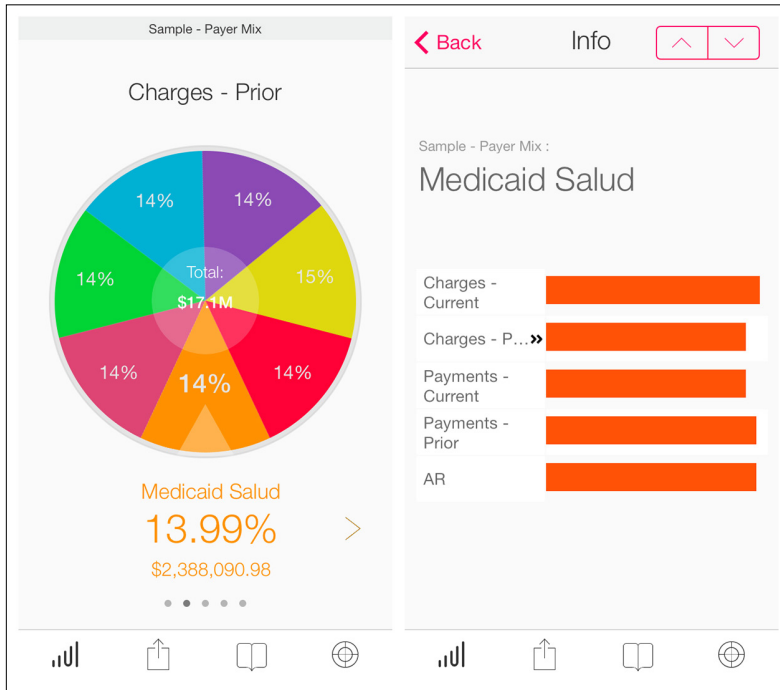 Sample - Payer Mix
Charges - Prior
14%
14%
14%
15%
Total:
$17.1M
14%
14%
14%
Medicaid Salud
13.99%
$2,388,090.98
Back
Info
Sample - Payer Mix :
Medicaid Salud
Charges -
Current
Charges - P...
Payments -
Current
Payments -
Prior
AR